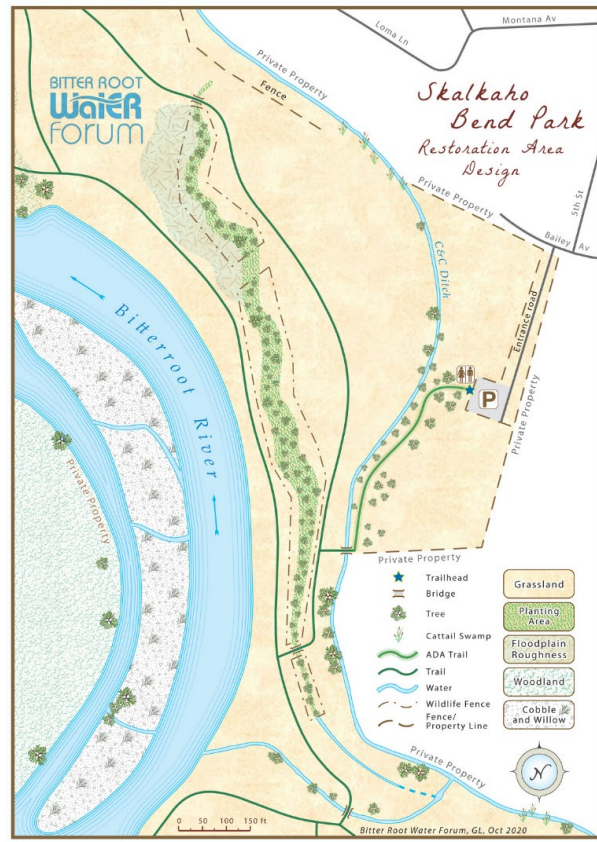 Loma Ln
Montana Av
Private Property
Fence
BITTER ROOT
WaTER
FORUM
Skalkaho
Bend Park
Restoration Area
Design
Private Property
5th St
Bailey Av
C&C Ditch
Entrance road
Bitterroot River
P
Private Property
Private Property
Private Property
Trailhead
Bridge
Tree
Cattail Swamp
ADA Trail
Trail
Water
Wildlife Fence
Fence/
Property Line
Grassland
Planting
Area
Floodplain
Roughness
Woodland
Cobble
and Willow
Private Property
N
0 50 100 150 ft
Bitter Root Water Forum, GL, Oct 2020